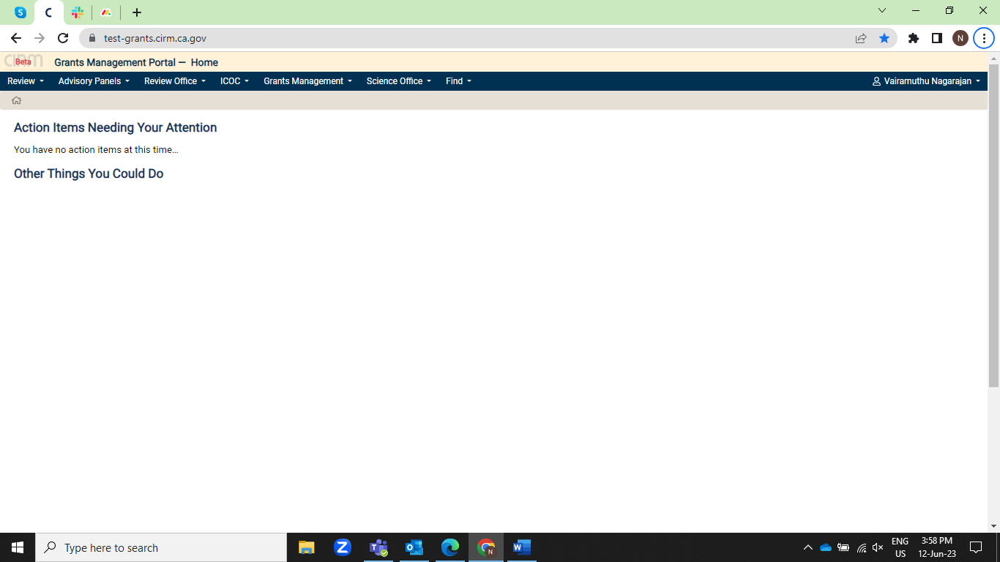 test-grants.cirm.ca.gov
N
CIRM
Beta
Grants Management Portal — Home
Review Advisory Panels Review Office ICOC Grants Management Science Office Find Vairamuthu Nagarajan
Action Items Needing Your Attention
You have no action items at this time...
Other Things You Could Do
Type here to search
ENG
US
3:58 PM
12-Jun-23